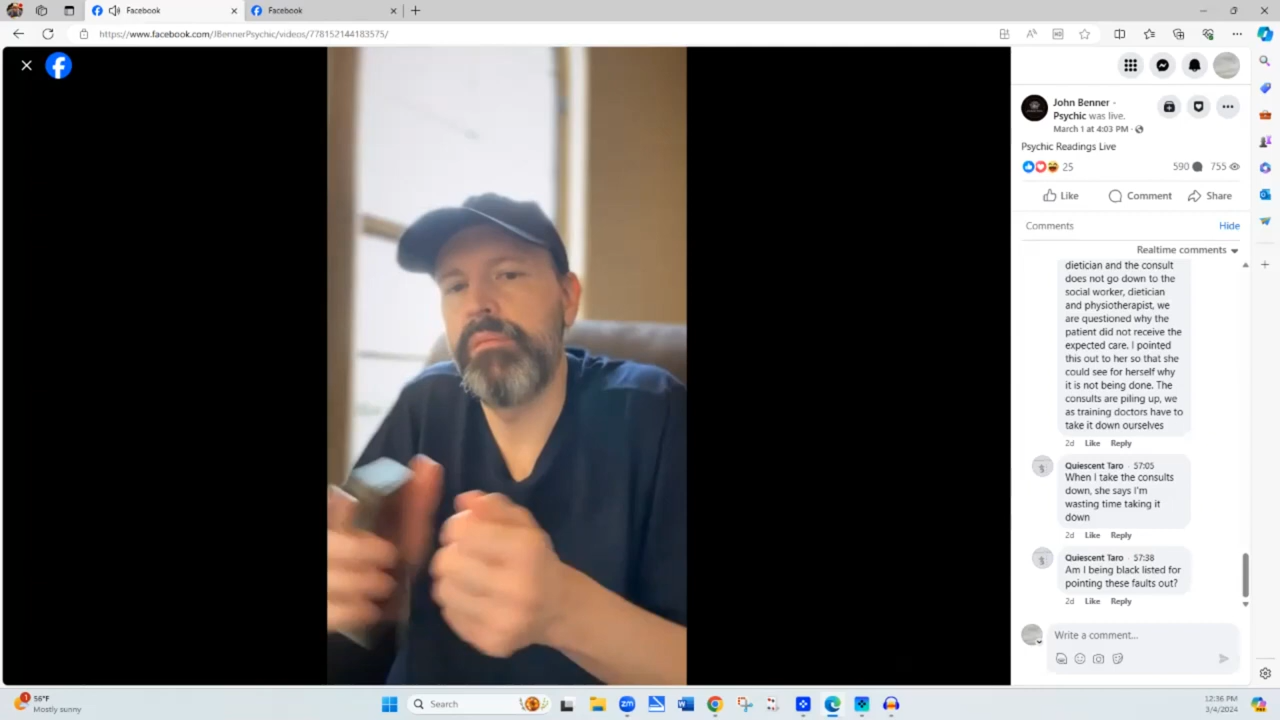 Facebook
Facebook
https://www.facebook.com/JBennerPsychic/videos/778152144183575/
John Benner -
Psychic was live.
March 1 at 4:03 PM ·
Psychic Readings Live
25
590
755
Like
Comment
Share
Comments
Hide
Realtime comments
dietician and the consult
does not go down to the
social worker, dietician
and physiotherapist, we
are questioned why the
patient did not receive the
expected care. I pointed
this out to her so that she
could see for herself why
it is not being done. The
consults are piling up, we
as training doctors have to
take it down ourselves
2d Like Reply
Quiescent Taro · 57:05
When I take the consults
down, she says I'm
wasting time taking it
down
2d Like Reply
Quiescent Taro · 57:38
Am I being black listed for
pointing these faults out?
2d Like Reply
Write a comment...
1
56°F
Mostly sunny
Search
zm
W
12:36 PM
3/4/2024